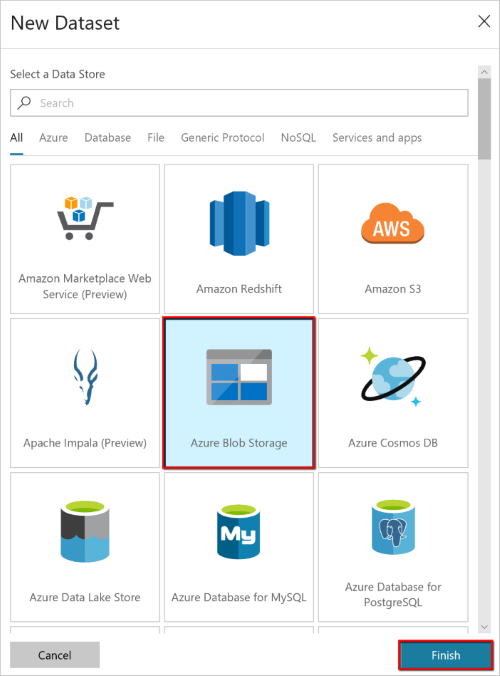 New Dataset
Select a Data Store
Search
All Azure Database File Generic Protocol NoSQL Services and apps
AWS
Amazon Marketplace Web
Service (Preview)
Amazon Redshift
Amazon S3
Apache Impala (Preview)
Azure Blob Storage
Azure Cosmos DB
My
Azure Data Lake Store
Azure Database for MySQL
Azure Database for
PostgreSQL
Cancel
Finish